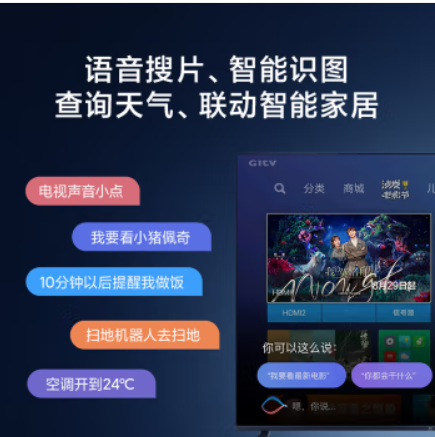 语音搜片、智能识图
查询天气、联动智能家居
GITV
电视声音小点
分类
商城
我要看小猪佩奇
10分钟以后提醒我做饭
8月29日起
HDMI2
信号源
扫地机器人去扫地
你可以这么说：
“我要看最新电影”
“你都会干什么”
空调开到24℃
嗯，你说...